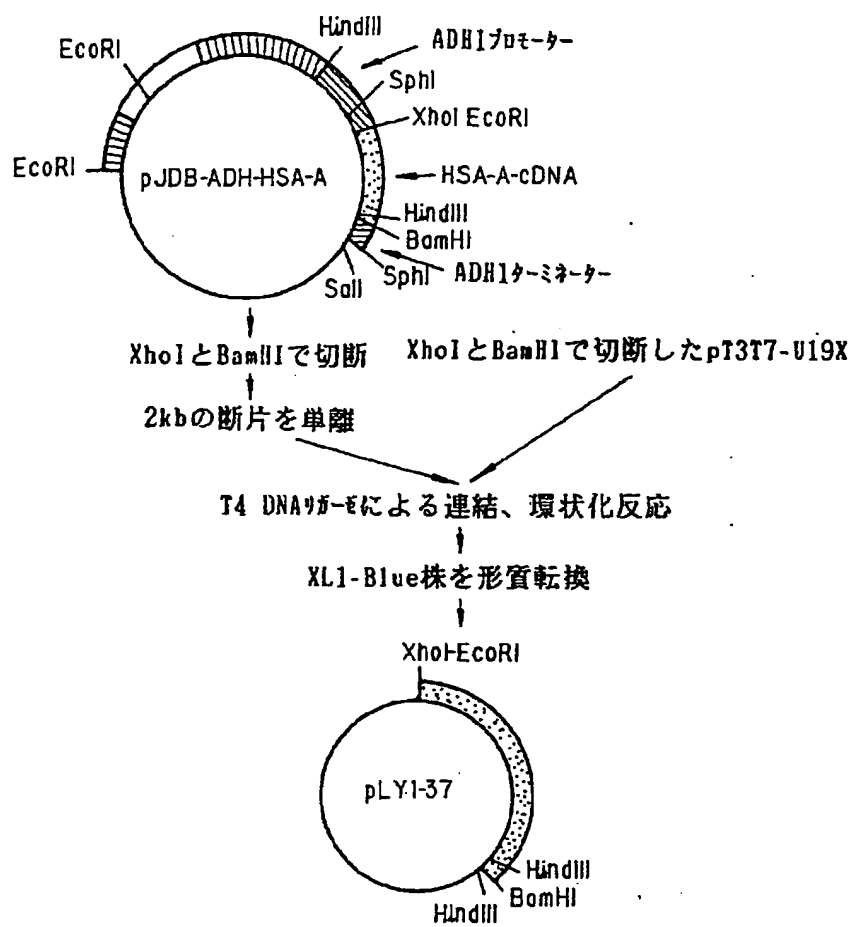 HindIII
ADH1プロモーター
EcoRI
SphI
XhoI EcoRI
EcoRI
pJDB-ADH-HSA-A
HSA-A-cDNA
HindIII
BamHI
ADH1ターミネーター
SphI
SalI
XhoIとBamHIで切断
XhoIとBamHIで切断したpT3T7-U19X
2kbの断片を単離
T4 DNAリガーゼによる連結、環状化反応
XL1-Blue株を形質転換
XhoI-EcoRI
pLY1-37
HindIII
BamHI
HindIII